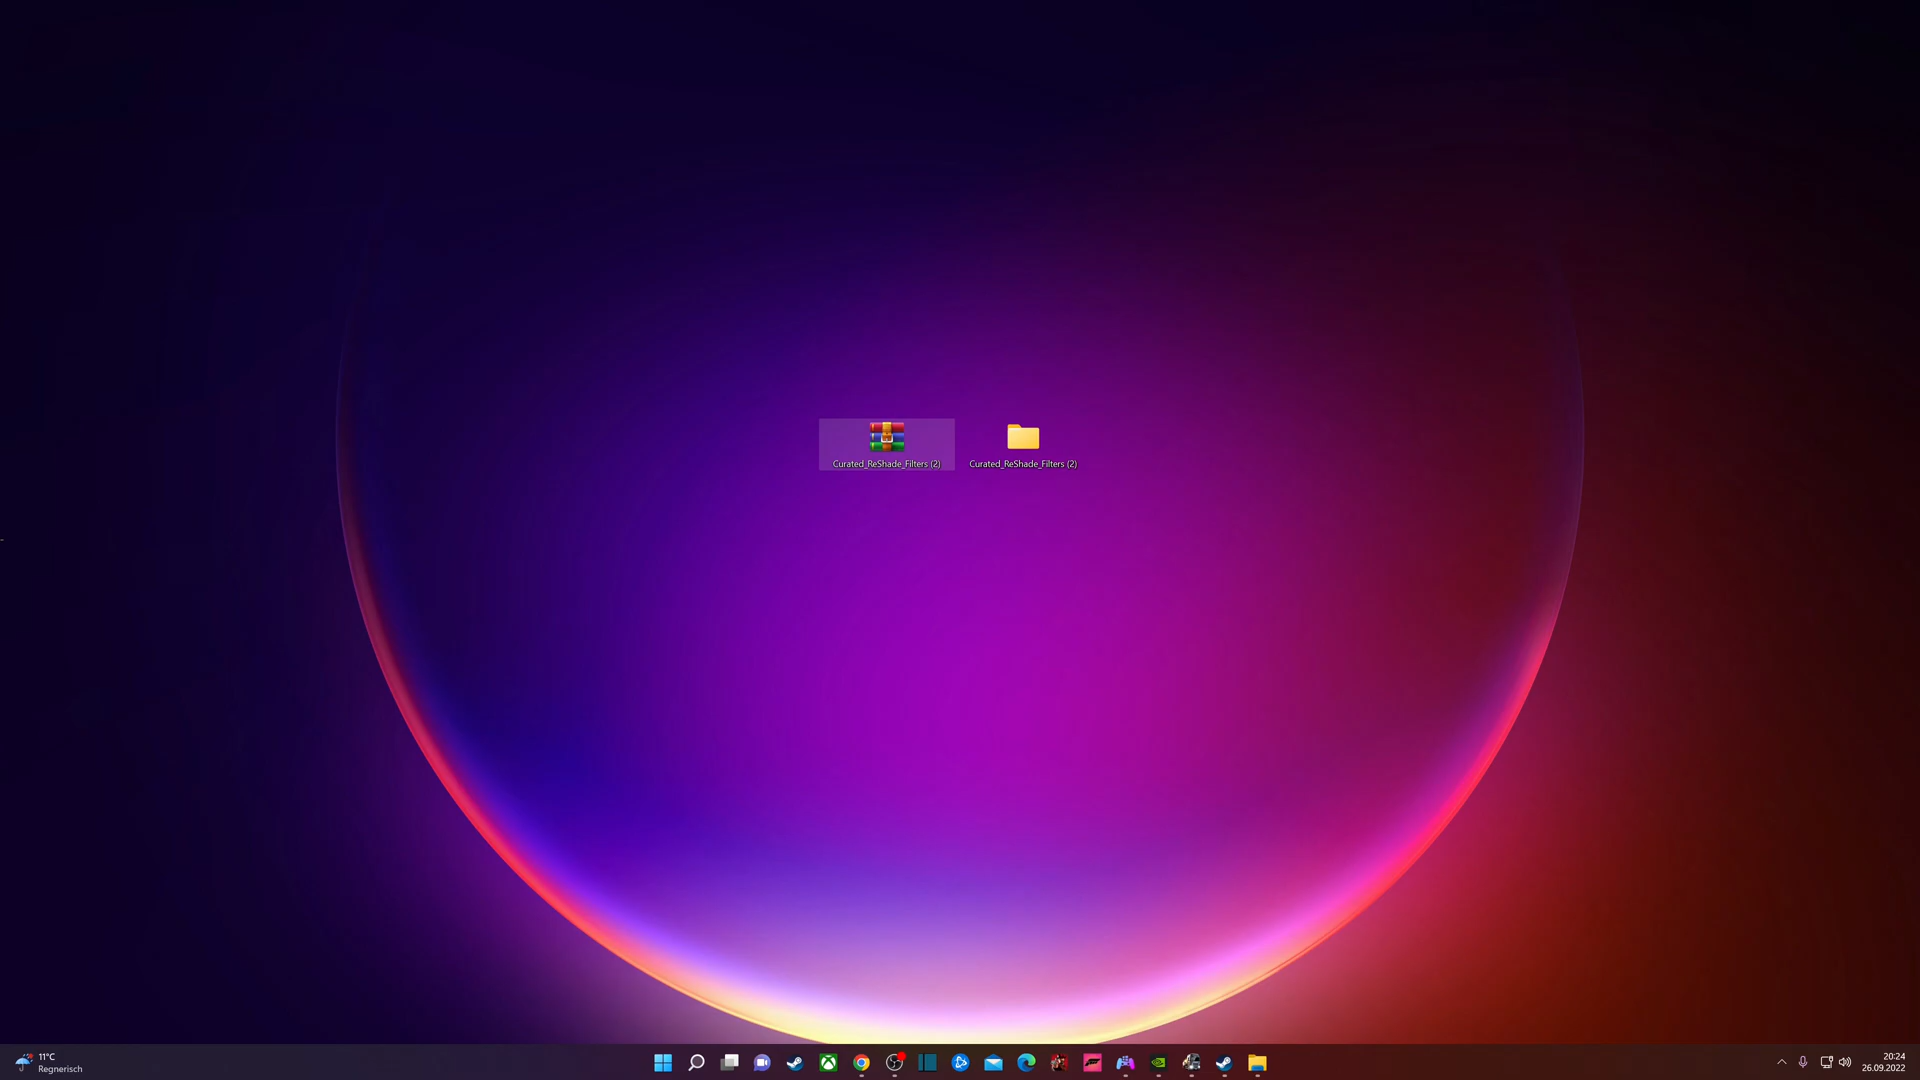 Curated_ReShade_Filters (2)
Curated_ReShade_Filters (2)
11°C
Regnerisch
20:24
26.09.2022